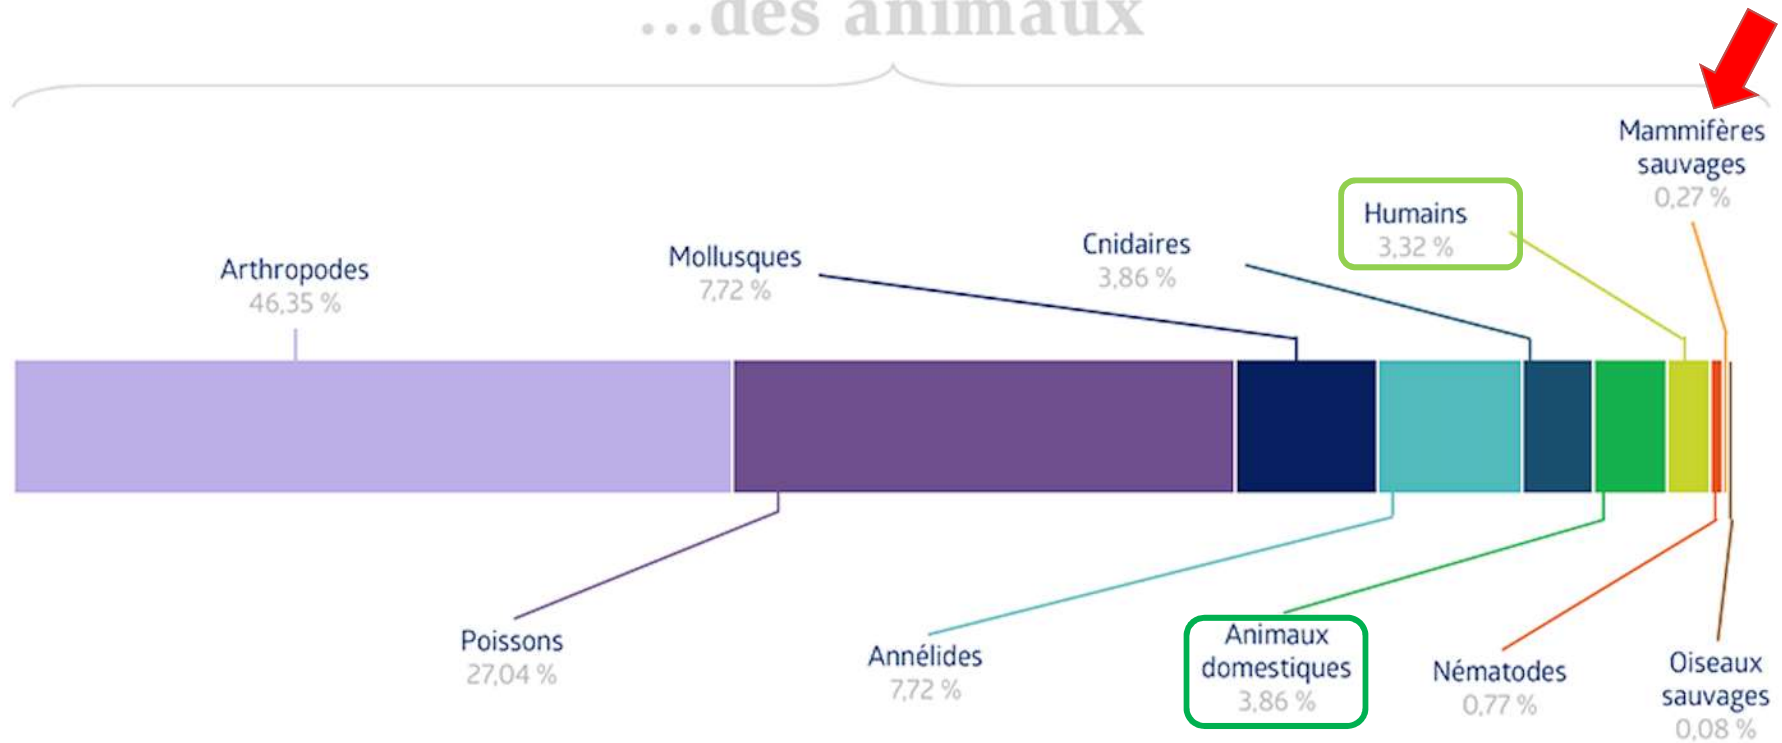 ...des animaux
Mammifères
sauvages
0,27 %
Humains
3,32 %
Cnidaires
3,86 %
Mollusques
7,72 %
Arthropodes
46,35 %
Poissons
27,04 %
Annélides
7,72 %
Animaux
domestiques
3,86 %
Nématodes
0,77 %
Oiseaux
sauvages
0,08 %